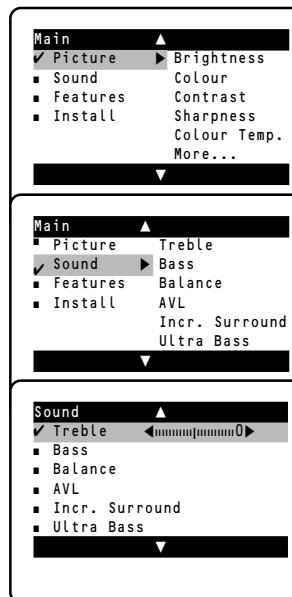 Main
✔ Picture ▶ Brightness
■ Sound Colour
■ Features Contrast
■ Install Sharpness
Colour Temp.
More...
Main
■ Picture Treble
✔ Sound ▶ Bass
■ Features Balance
■ Install AVL
Incr. Surround
Ultra Bass
Sound
✔ Treble 0
■ Bass
■ Balance
■ AVL
■ Incr. Surround
■ Ultra Bass